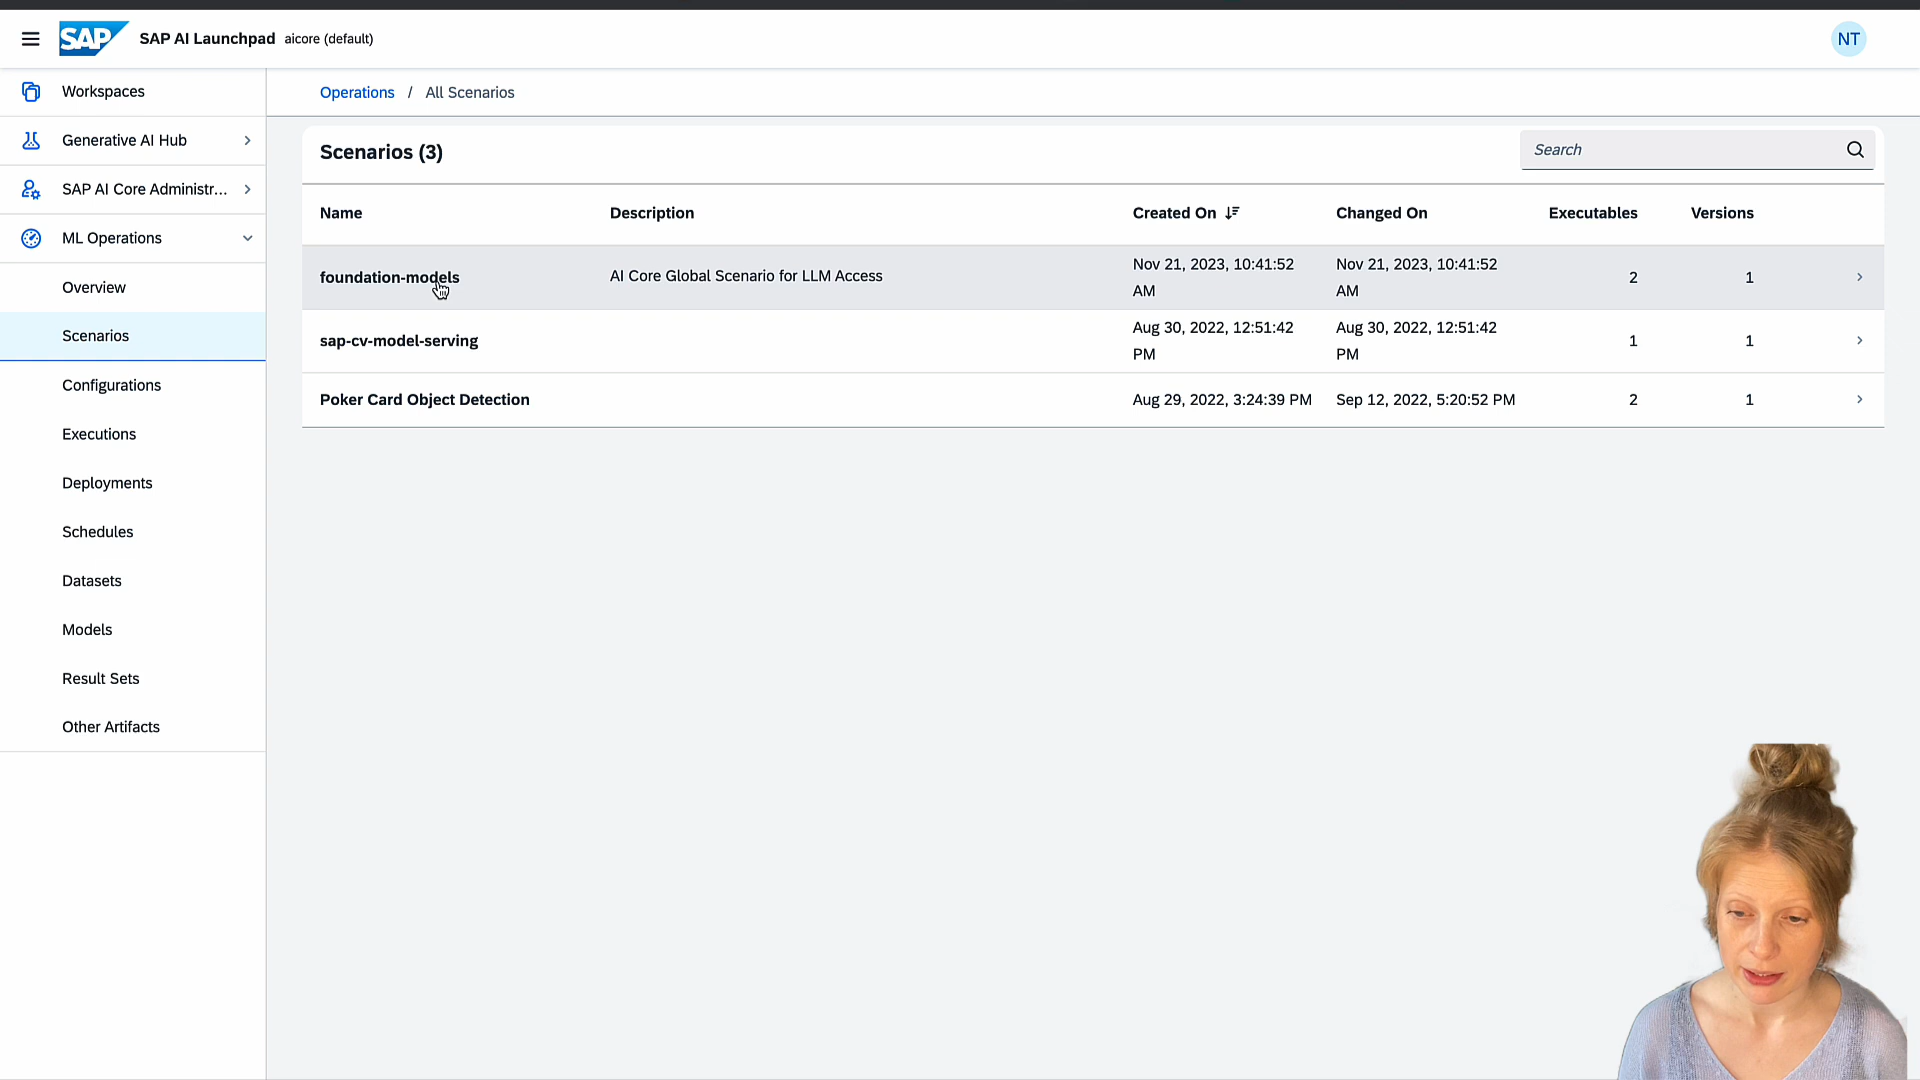 SAP SAP AI Launchpad aicore (default)
NT
Workspaces
Generative AI Hub
SAP AI Core Administr...
ML Operations
Overview
Scenarios
Configurations
Executions
Deployments
Schedules
Datasets
Models
Result Sets
Other Artifacts
Operations / All Scenarios
Scenarios (3)
Search
Name Description Created On Changed On Executables Versions
foundation-models AI Core Global Scenario for LLM Access Nov 21, 2023, 10:41:52 AM Nov 21, 2023, 10:41:52 AM 2 1
sap-cv-model-serving Aug 30, 2022, 12:51:42 PM Aug 30, 2022, 12:51:42 PM 1 1
Poker Card Object Detection Aug 29, 2022, 3:24:39 PM Sep 12, 2022, 5:20:52 PM 2 1